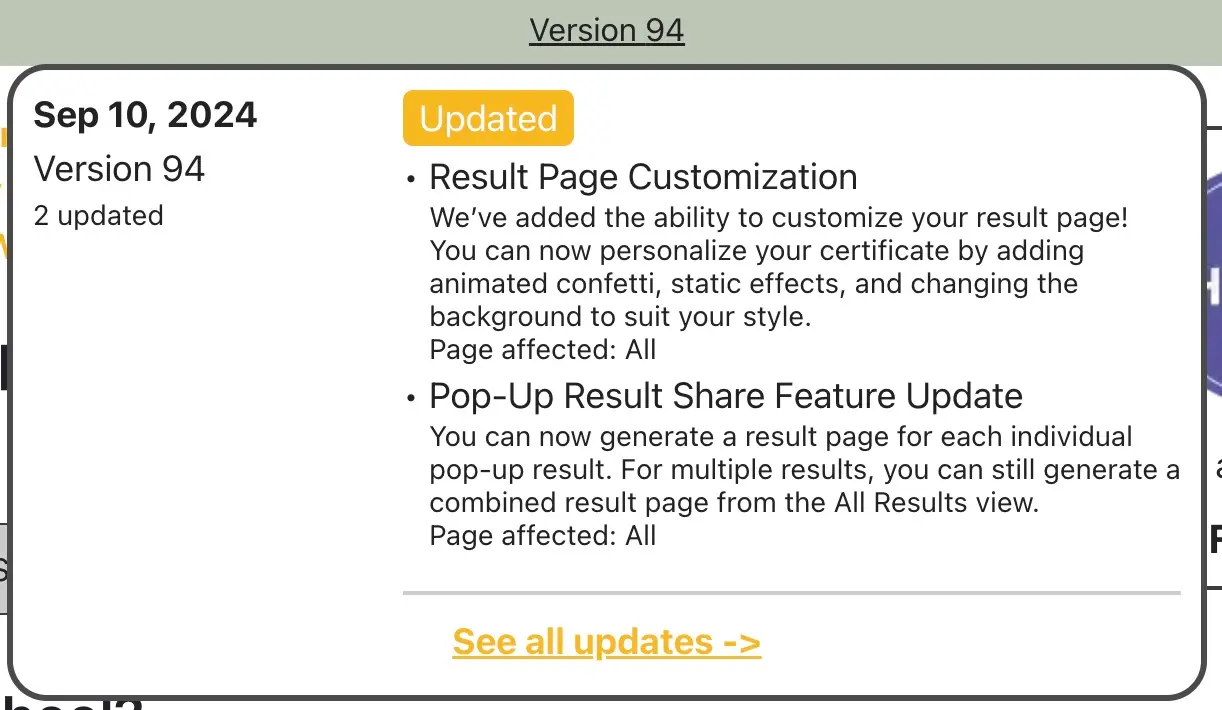 Version 94
Sep 10, 2024
Version 94
2 updated
Updated
• Result Page Customization
We’ve added the ability to customize your result page!
You can now personalize your certificate by adding
animated confetti, static effects, and changing the
background to suit your style.
Page affected: All
• Pop-Up Result Share Feature Update
You can now generate a result page for each individual
pop-up result. For multiple results, you can still generate a
combined result page from the All Results view.
Page affected: All
See all updates ->